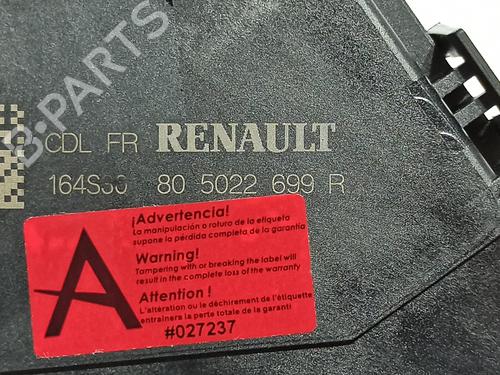 B-PARTS
CDL FR RENAULT
80 5022 699 R
¡Advertencia!
La manipulación o roturo de la etiqueta
supone la pérdida completa de la garantía
Warning!
Tampering with or breaking the label will
result in the complete loss of the warranty
Attention !
L'altération ou le déchirement de l'étiquette
entraînera la perte totale de la garanti
#027237
A